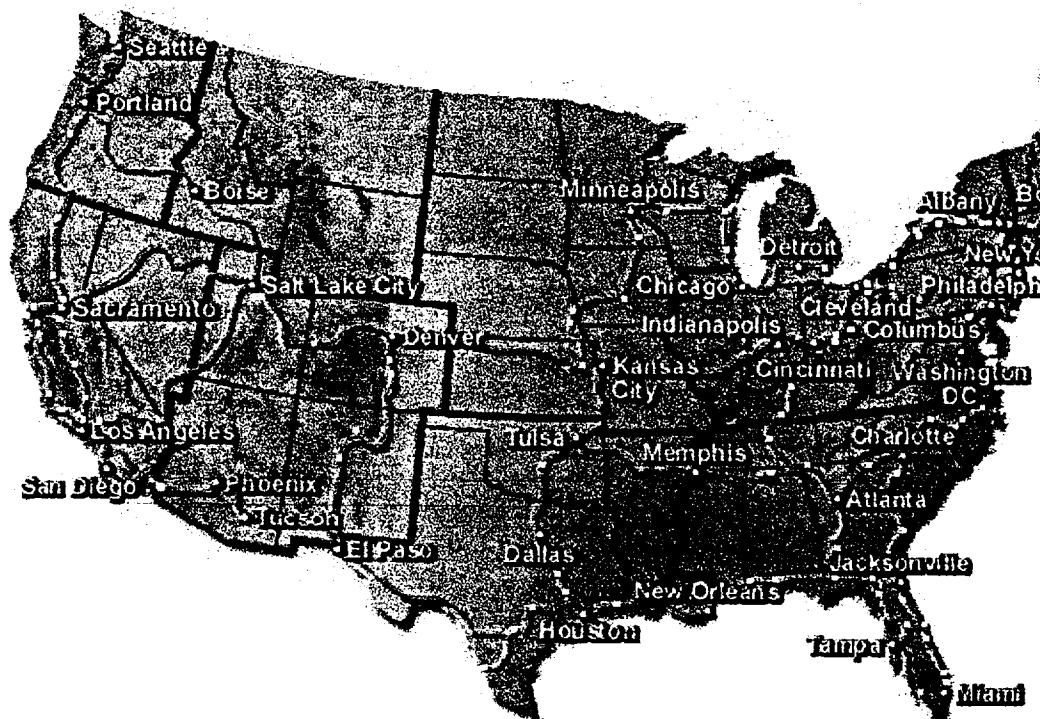 Seattle
Portland
Boise
Minneapolis
Albany
Detroit
New Yo
Salt Lake City
Chicago
Philadelph
Sacramento
Cleveland
Indianapolis
Columbus
Denver
Kansas
City
Cincinnati
Washington
DC
Los Angeles
Tulsa
Charlotte
Memphis
San Diego
Phoenix
Atlanta
Tucson
El Paso
Dallas
Jacksonville
New Orleans
Houston
Tampa
Miami